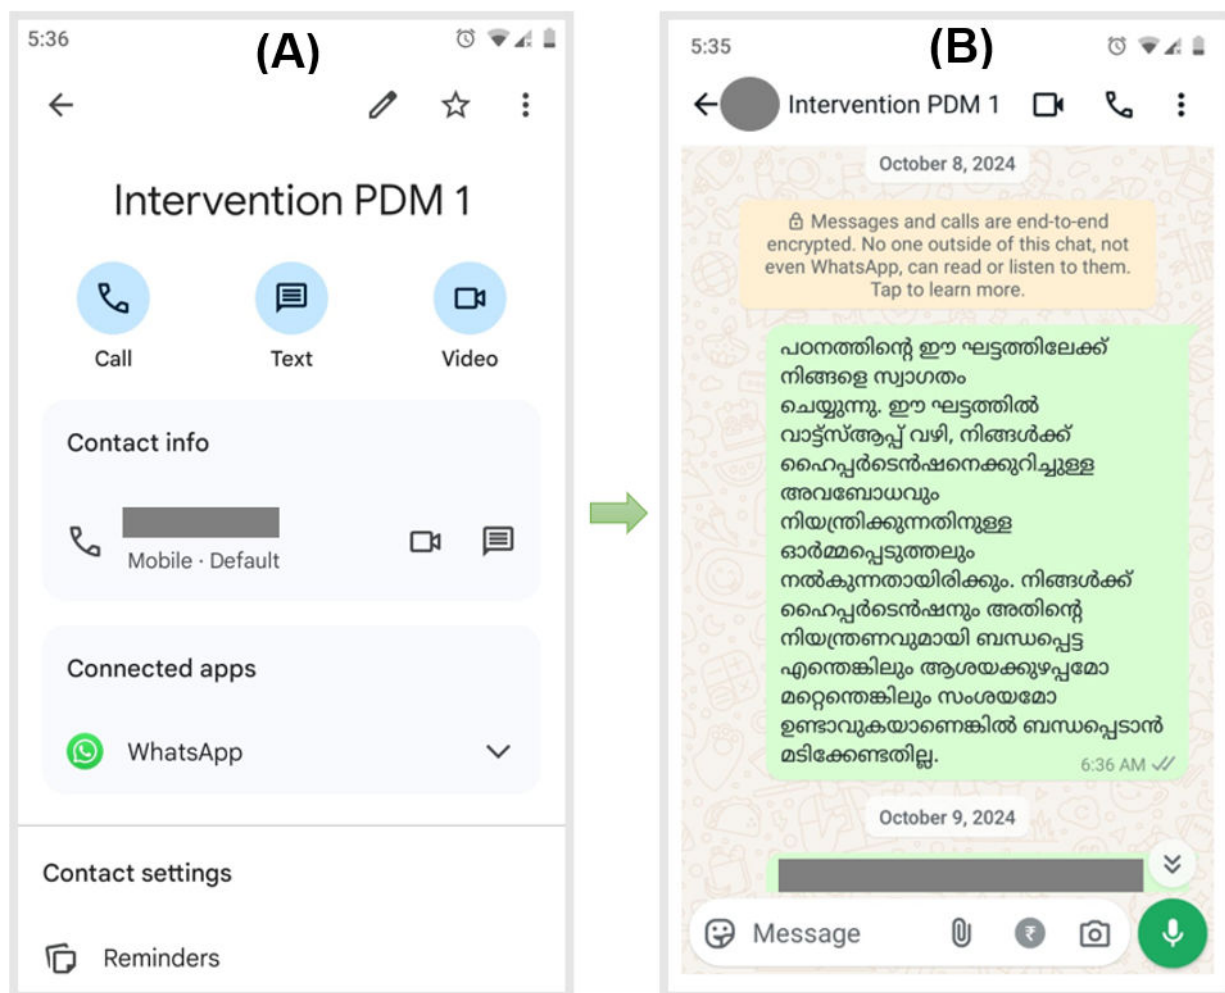 5:36
(A)
Intervention PDM 1
Call
Text
Video
Contact info
Mobile · Default
Connected apps
WhatsApp
Contact settings
Reminders
5:35
(B)
Intervention PDM 1
October 8, 2024
Messages and calls are end-to-end
encrypted. No one outside of this chat, not
even WhatsApp, can read or listen to them.
Tap to learn more.
പഠനത്തിന്റെ ഈ ഘട്ടത്തിലേക്ക്
നിങ്ങളെ സ്വാഗതം
ചെയ്യുന്നു. ഈ ഘട്ടത്തിൽ
വാട്ട്സ്ആപ്പ് വഴി, നിങ്ങൾക്ക്
ഹൈപ്പർടെൻഷനെക്കുറിച്ചുള്ള
അവബോധവും
നിയന്ത്രിക്കുന്നതിനുള്ള
ഓർമ്മപ്പെടുത്തലും
നൽകുന്നതായിരിക്കും. നിങ്ങൾക്ക്
ഹൈപ്പർടെൻഷനും അതിന്റെ
നിയന്ത്രണവുമായി ബന്ധപ്പെട്ട
എന്തെങ്കിലും ആശയക്കുഴപ്പമോ
മറ്റെന്തെങ്കിലും സംശയമോ
ഉണ്ടാവുകയാണെങ്കിൽ ബന്ധപ്പെടാൻ
മടിക്കേണ്ടതില്ല.
6:36 AM
October 9, 2024
Message
₹